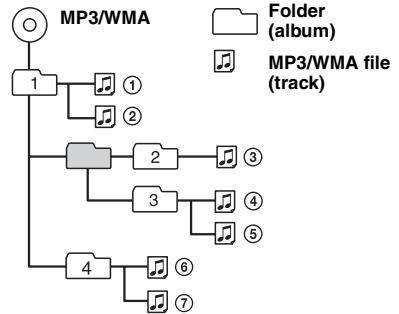 MP3/WMA
Folder
(album)
MP3/WMA file
(track)
1
①
②
2
③
3
④
⑤
4
⑥
⑦